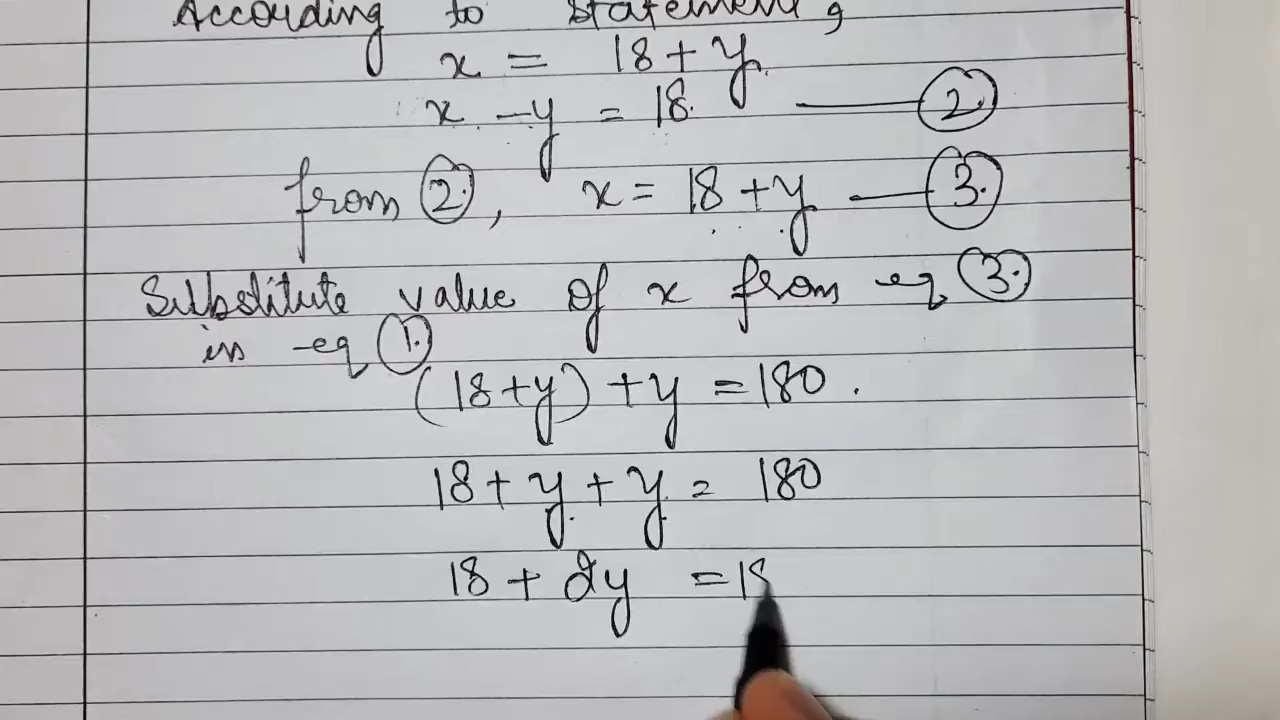 According to statement,
x = 18 + y
x - y = 18 — ②
from ②, x = 18 + y — ③
Substitute value of x from eq ③
in eq ①
(18+y) + y = 180.
18 + y + y = 180
18 + 2y = 18